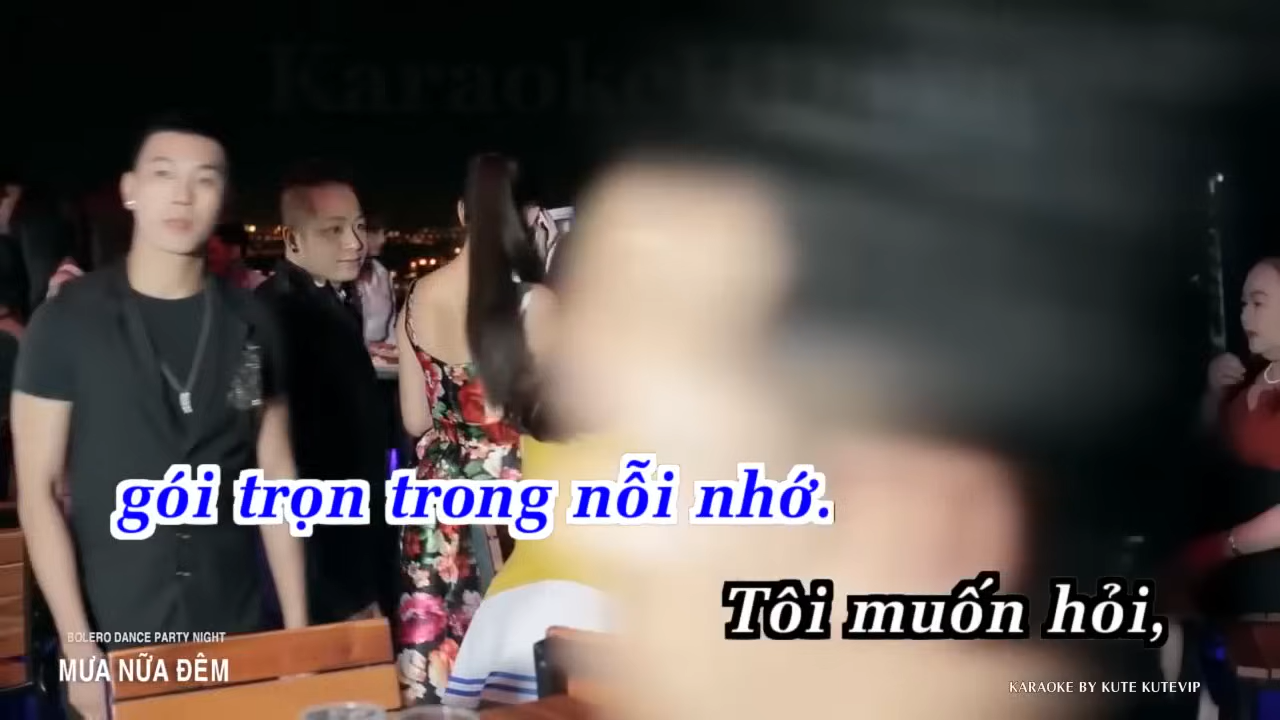 gói trọn trong nỗi nhớ.
Tôi muốn hỏi,
BOLERO DANCE PARTY NIGHT
MƯA NỮA ĐÊM
KARAOKE BY KUTE KUTEVIP